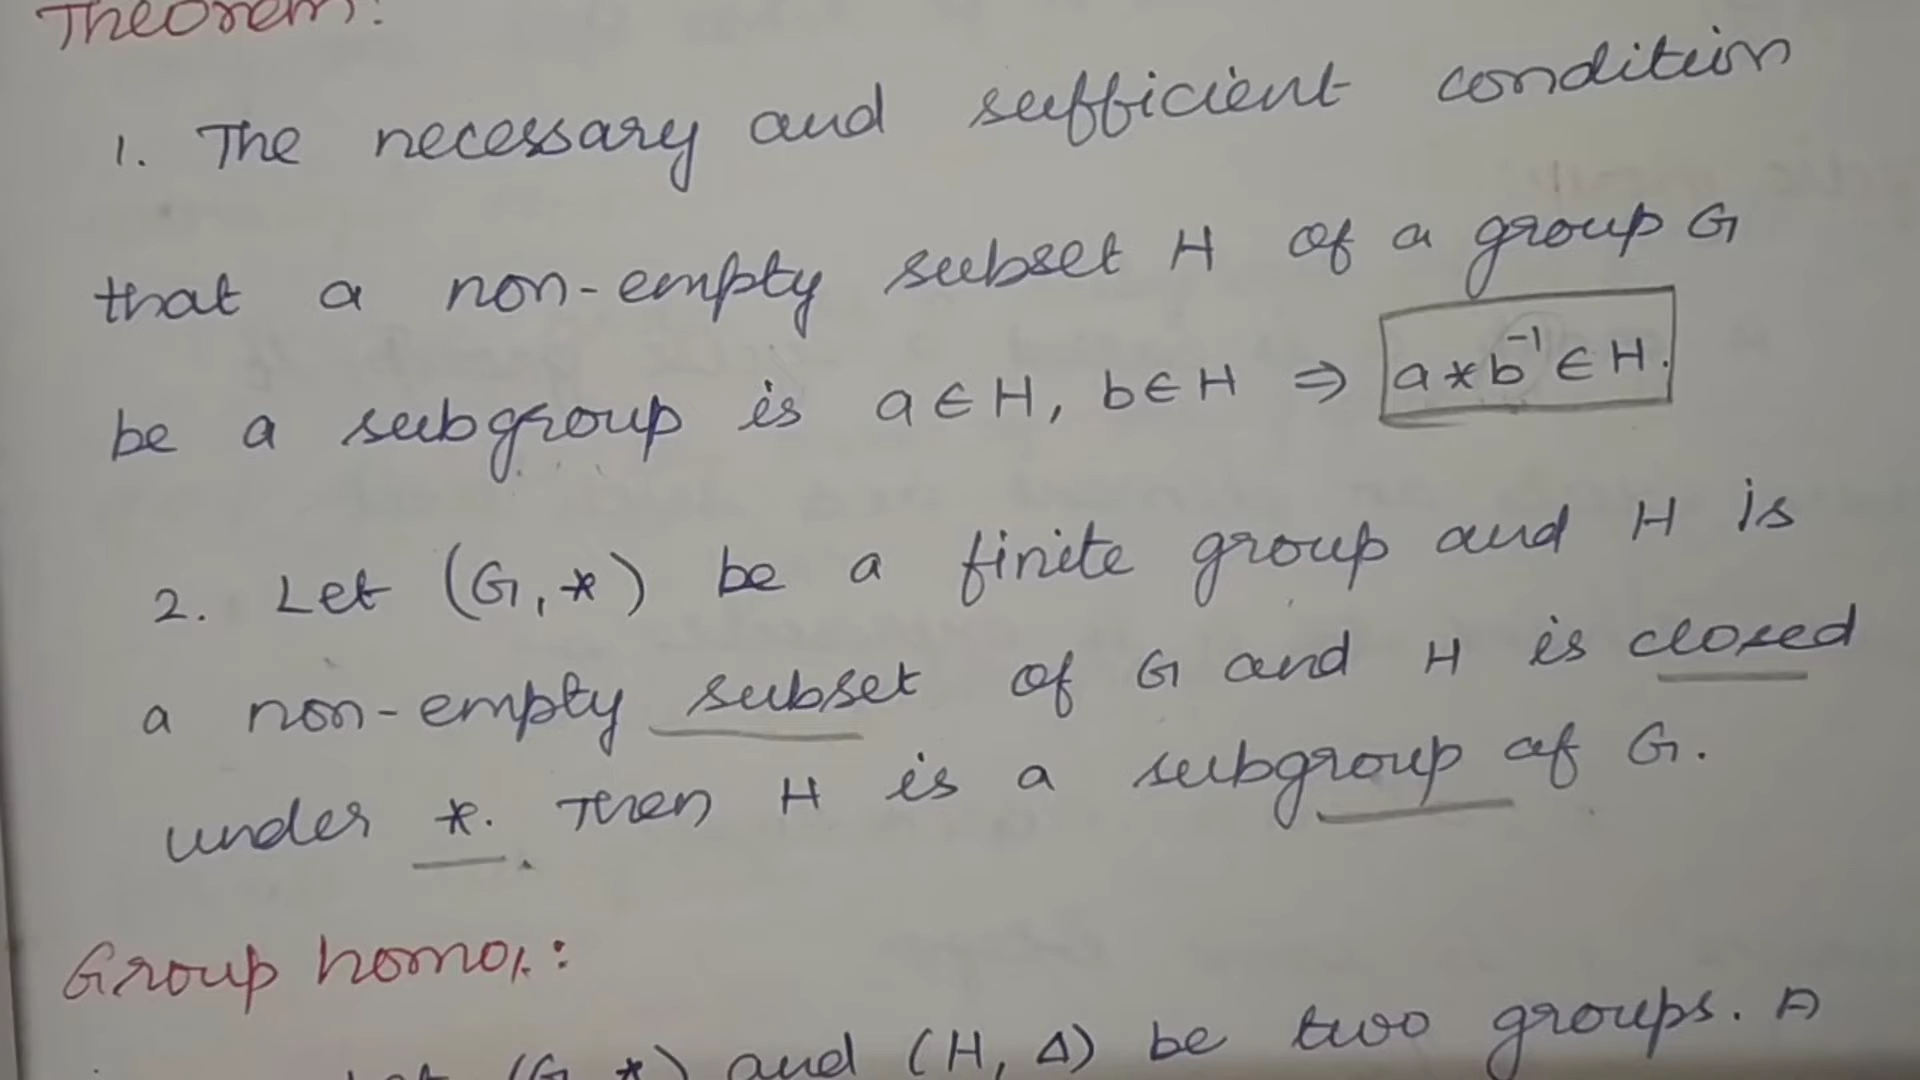 Theorem:
1. The necessary and sufficient condition
that a non-empty subset H of a group G
be a subgroup is a ∈ H, b ∈ H ⇒ a * b⁻¹ ∈ H.
2. Let (G, *) be a finite group and H is
a non-empty subset of G and H is closed
under *. Then H is a subgroup of G.
Group homo.:
(G, *) and (H, Δ) be two groups. A